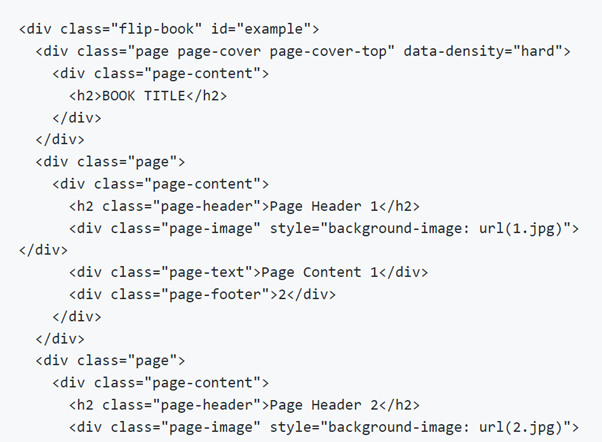 <div class="flip-book" id="example">
  <div class="page page-cover page-cover-top" data-density="hard">
    <div class="page-content">
      <h2>BOOK TITLE</h2>
    </div>
  </div>
  <div class="page">
    <div class="page-content">
      <h2 class="page-header">Page Header 1</h2>
      <div class="page-image" style="background-image: url(1.jpg)">
</div>
      <div class="page-text">Page Content 1</div>
      <div class="page-footer">2</div>
    </div>
  </div>
  <div class="page">
    <div class="page-content">
      <h2 class="page-header">Page Header 2</h2>
      <div class="page-image" style="background-image: url(2.jpg)">